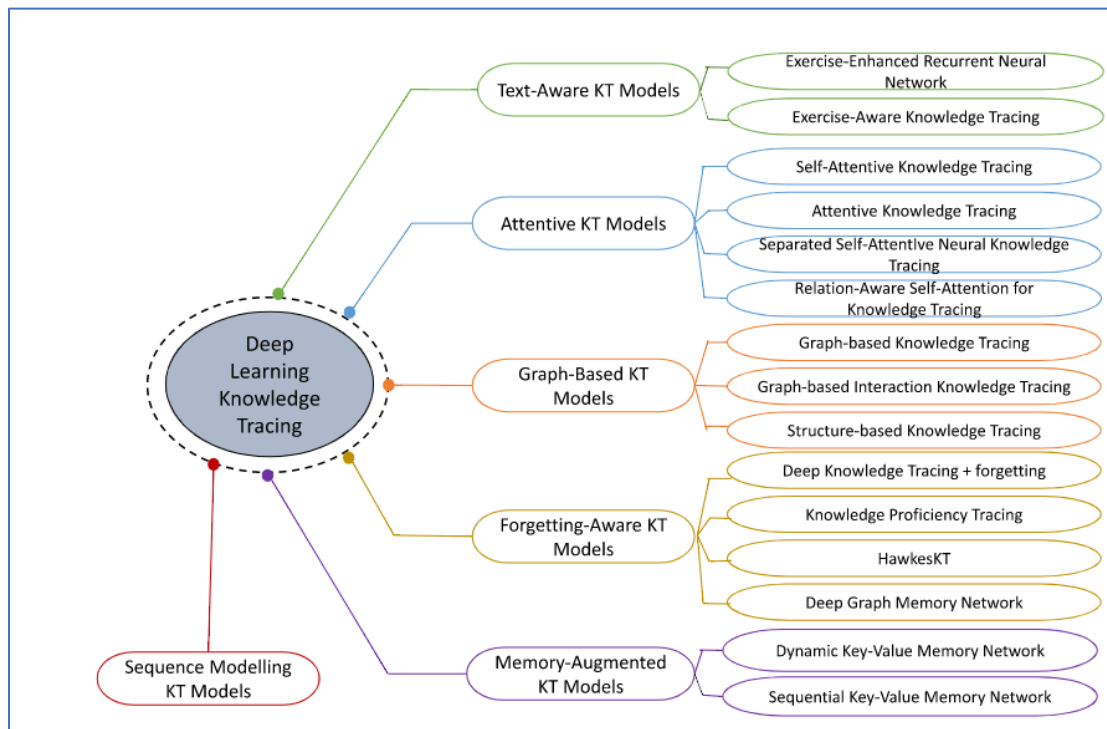 Deep
Learning
Knowledge
Tracing
Text-Aware KT Models
Exercise-Enhanced Recurrent Neural
Network
Exercise-Aware Knowledge Tracing
Attentive KT Models
Self-Attentive Knowledge Tracing
Attentive Knowledge Tracing
Separated Self-Attentive Neural Knowledge
Tracing
Relation-Aware Self-Attention for
Knowledge Tracing
Graph-Based KT
Models
Graph-based Knowledge Tracing
Graph-based Interaction Knowledge Tracing
Structure-based Knowledge Tracing
Forgetting-Aware KT
Models
Deep Knowledge Tracing + forgetting
Knowledge Proficiency Tracing
HawkesKT
Deep Graph Memory Network
Memory-Augmented
KT Models
Dynamic Key-Value Memory Network
Sequential Key-Value Memory Network
Sequence Modelling
KT Models